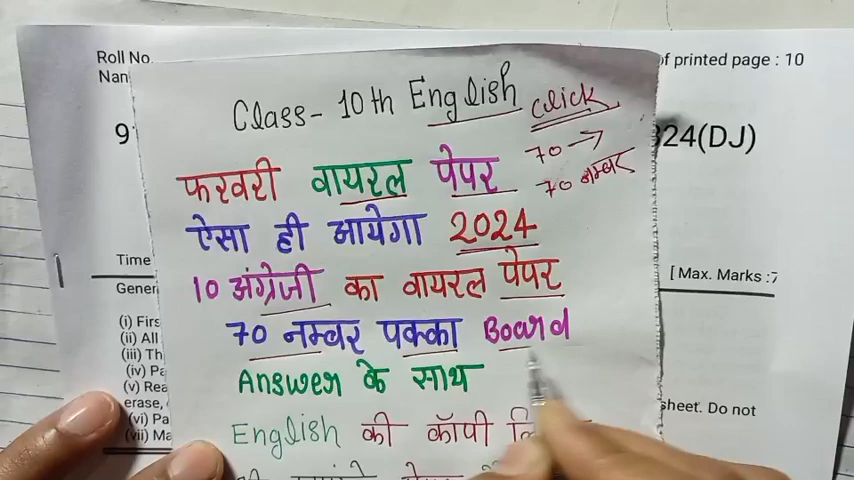 Roll No.
Nan
of printed page : 10
Class- 10th English
Click
70 →
70 नम्बर
9
324(DJ)
फरवरी वायरल पेपर
ऐसा ही आयेगा 2024
10 अंग्रेजी का वायरल पेपर
70 नम्बर पक्का Board
Answer के साथ
English की कॉपी
Time
[ Max. Marks :7
Gener
(i) Firs
(ii) All
(iii) Th
(iv) Pa
(v) Rea
erase,
(vi) Pa
(vii) Ma
sheet. Do not